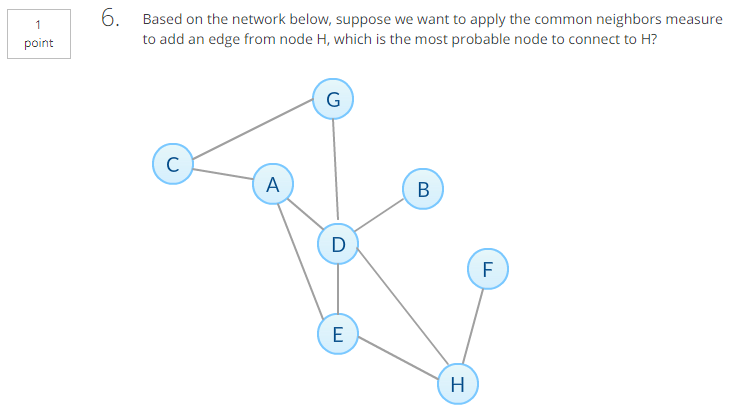 1
point
6.
Based on the network below, suppose we want to apply the common neighbors measure
to add an edge from node H, which is the most probable node to connect to H?
G
C
A
B
D
F
E
H